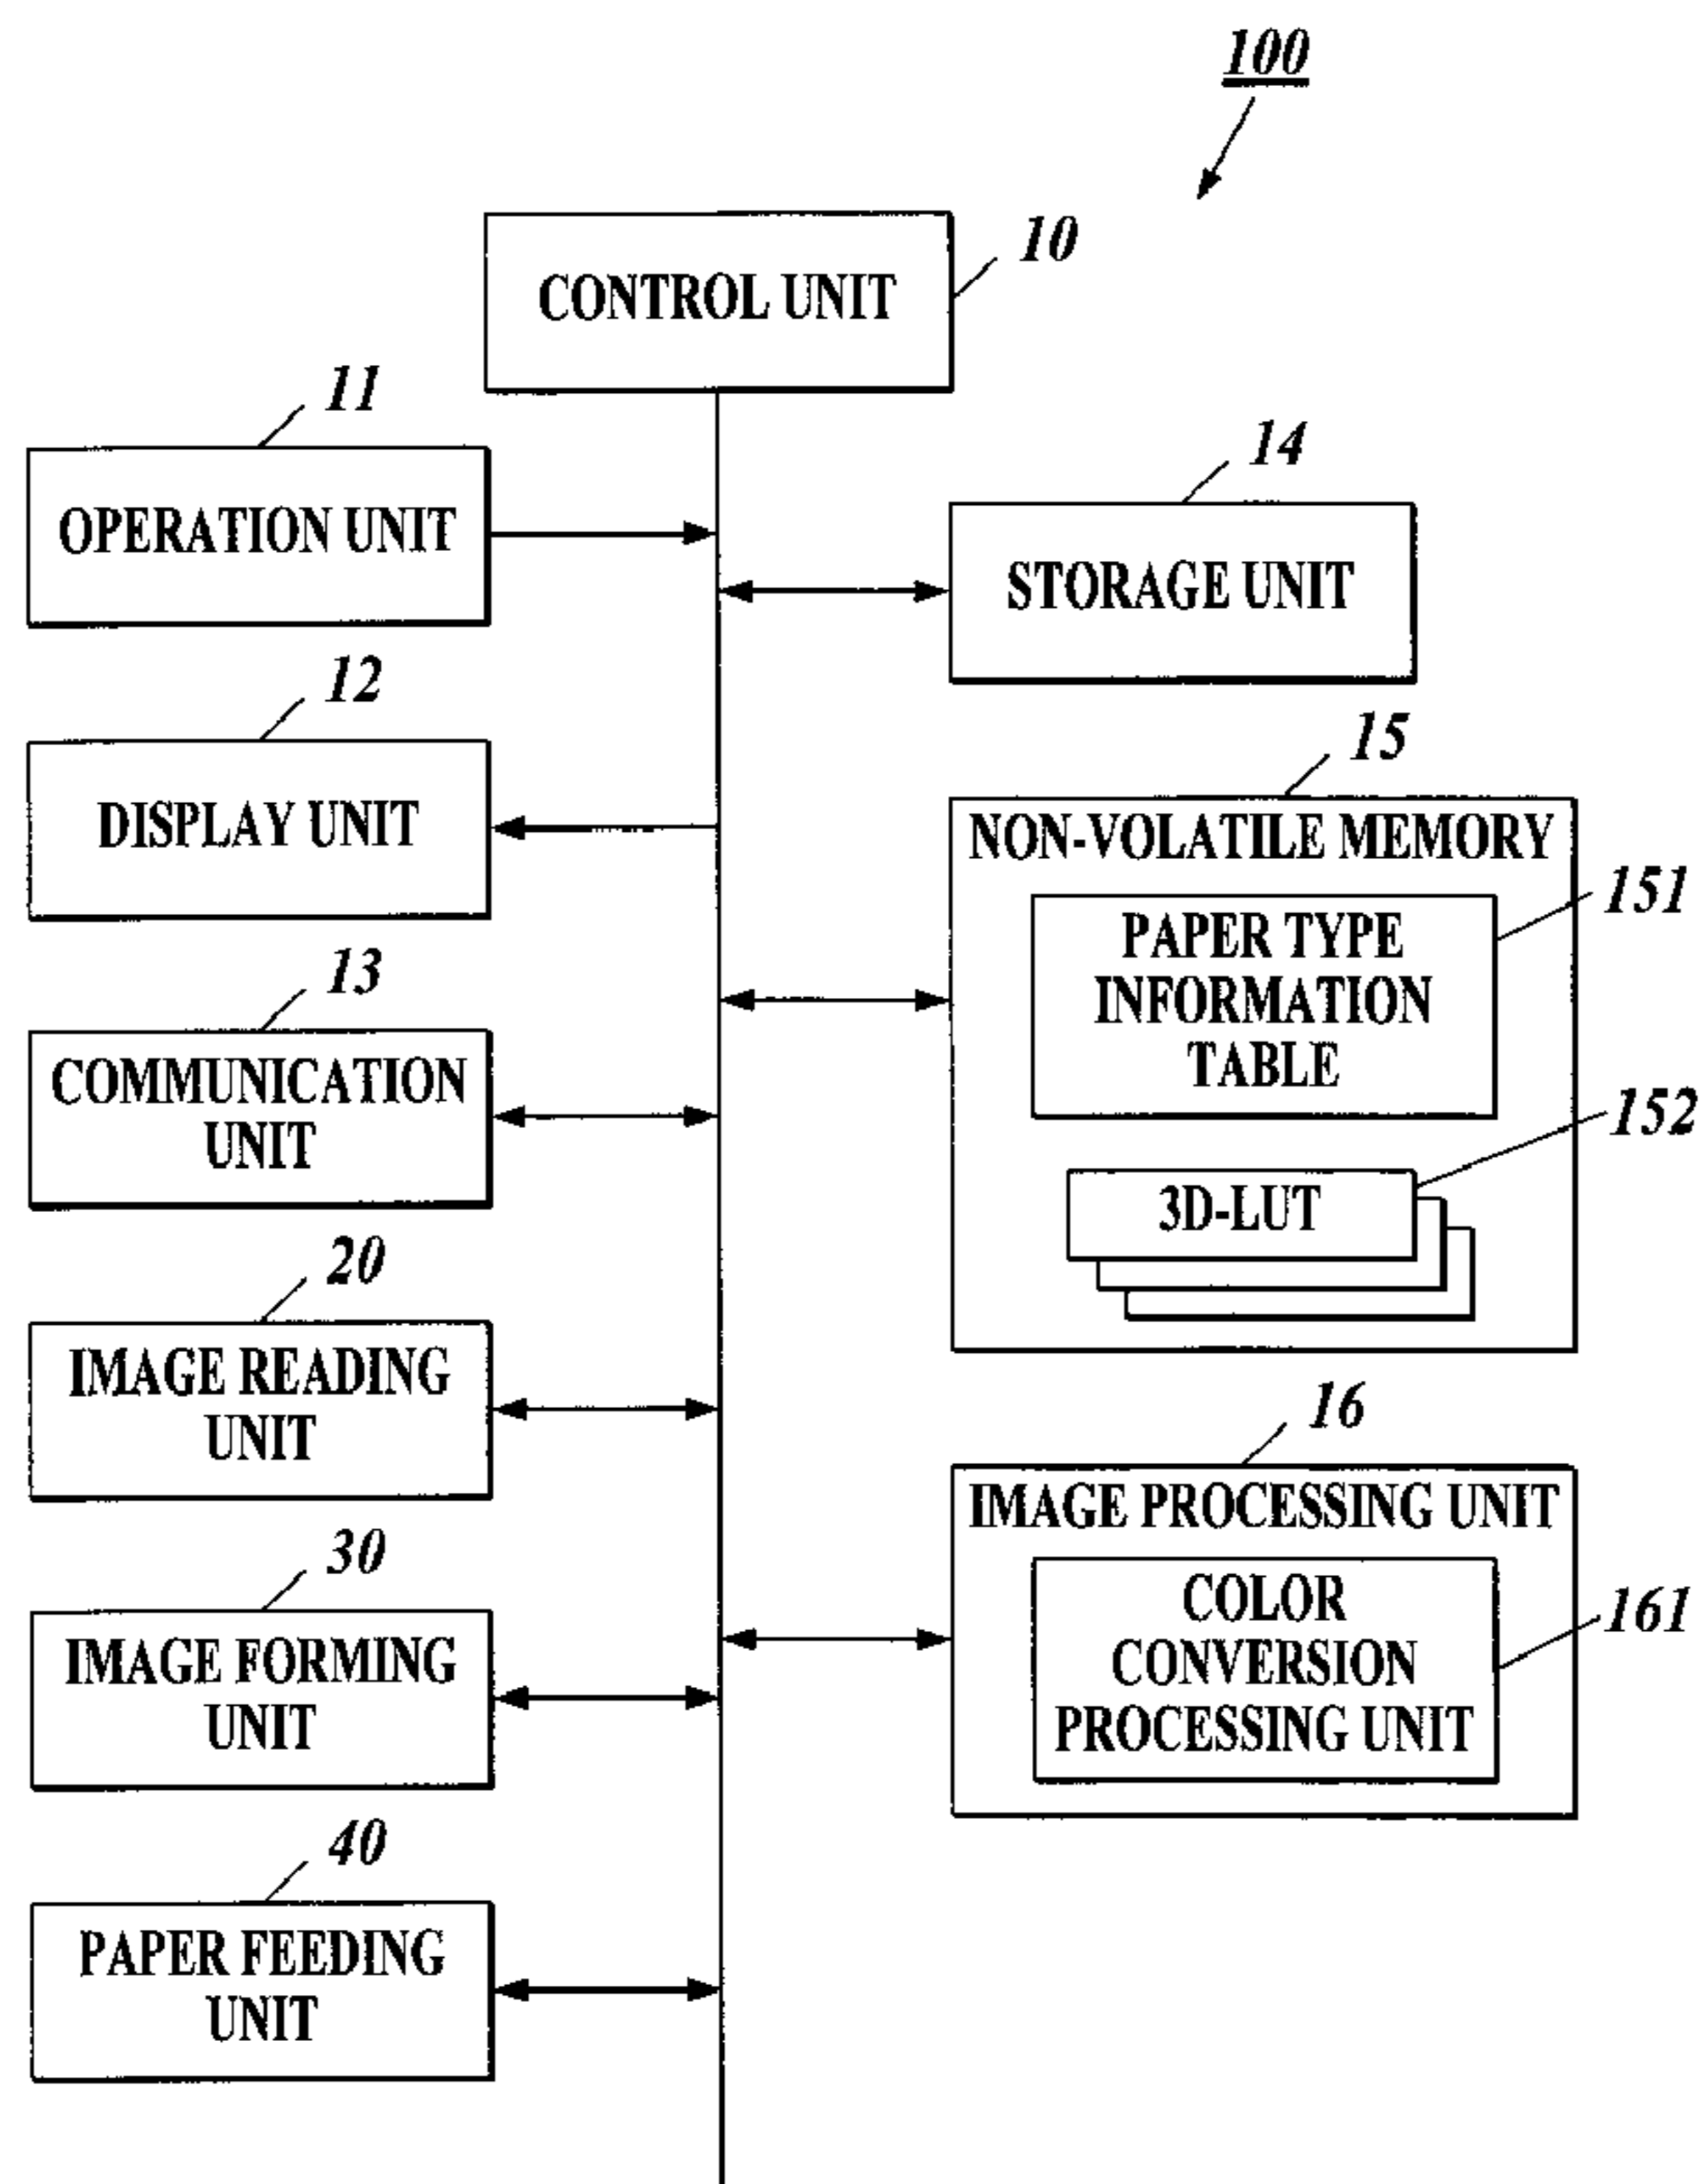 100
10
CONTROL UNIT
11
OPERATION UNIT
14
STORAGE UNIT
12
DISPLAY UNIT
15
NON-VOLATILE MEMORY
151
PAPER TYPE
INFORMATION
TABLE
13
COMMUNICATION
UNIT
152
3D-LUT
20
IMAGE READING
UNIT
16
IMAGE PROCESSING UNIT
161
COLOR
CONVERSION
PROCESSING UNIT
30
IMAGE FORMING
UNIT
40
PAPER FEEDING
UNIT